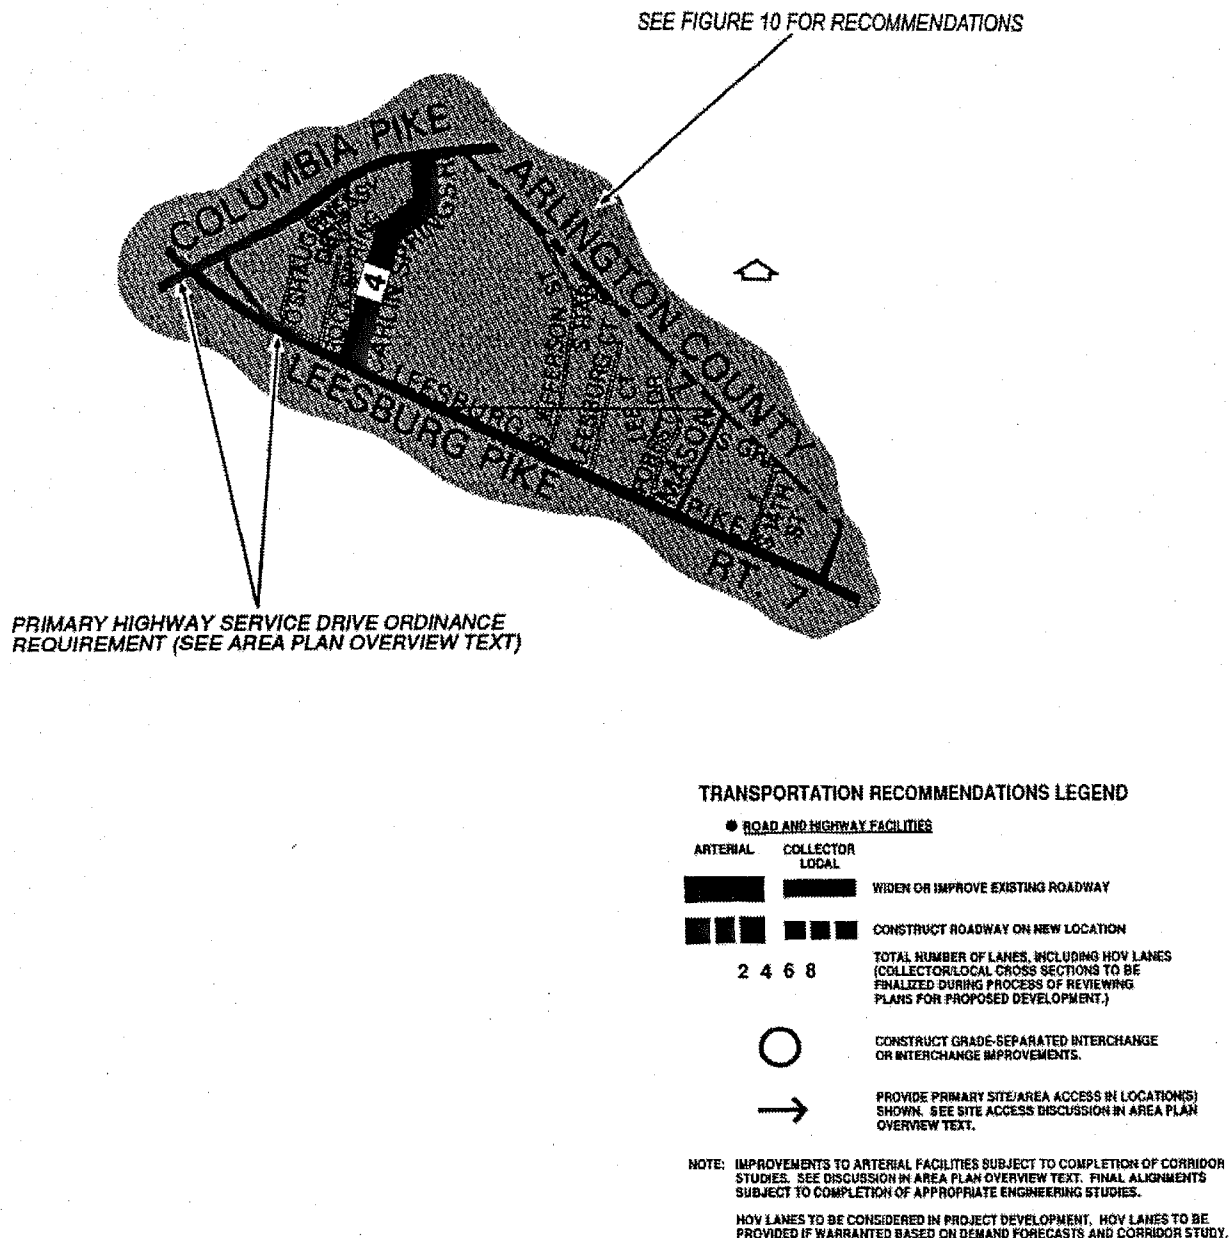 SEE FIGURE 10 FOR RECOMMENDATIONS
COLUMBIA PIKE
ARLINGTON COUNTY
4
LEESBURG PIKE
S JEFFERSON
LEESBURG CT
LEE CT
MASON
PIKE
RT. 7
PRIMARY HIGHWAY SERVICE DRIVE ORDINANCE
REQUIREMENT (SEE AREA PLAN OVERVIEW TEXT)
TRANSPORTATION RECOMMENDATIONS LEGEND
ROAD AND HIGHWAY FACILITIES
ARTERIAL
COLLECTOR
LOCAL
WIDEN OR IMPROVE EXISTING ROADWAY
CONSTRUCT ROADWAY ON NEW LOCATION
2 4 6 8
TOTAL NUMBER OF LANES, INCLUDING HOV LANES
(COLLECTOR/LOCAL CROSS SECTIONS TO BE
FINALIZED DURING PROCESS OF REVIEWING
PLANS FOR PROPOSED DEVELOPMENT.)
CONSTRUCT GRADE-SEPARATED INTERCHANGE
OR INTERCHANGE IMPROVEMENTS.
PROVIDE PRIMARY SITE/AREA ACCESS IN LOCATION(S)
SHOWN. SEE SITE ACCESS DISCUSSION IN AREA PLAN
OVERVIEW TEXT.
NOTE: IMPROVEMENTS TO ARTERIAL FACILITIES SUBJECT TO COMPLETION OF CORRIDOR
STUDIES. SEE DISCUSSION IN AREA PLAN OVERVIEW TEXT. FINAL ALIGNMENTS
SUBJECT TO COMPLETION OF APPROPRIATE ENGINEERING STUDIES.
HOV LANES TO BE CONSIDERED IN PROJECT DEVELOPMENT. HOV LANES TO BE
PROVIDED IF WARRANTED BASED ON DEMAND FORECASTS AND CORRIDOR STUDY.